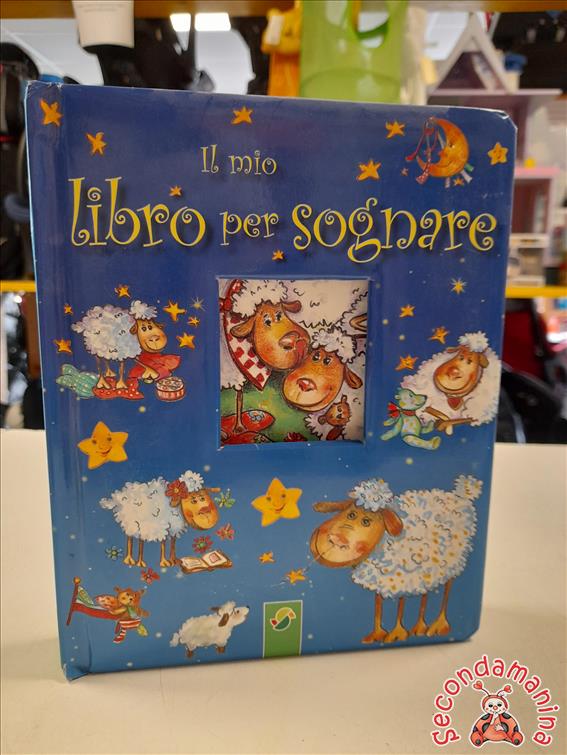 Il mio
libro per sognare
Secondamanina